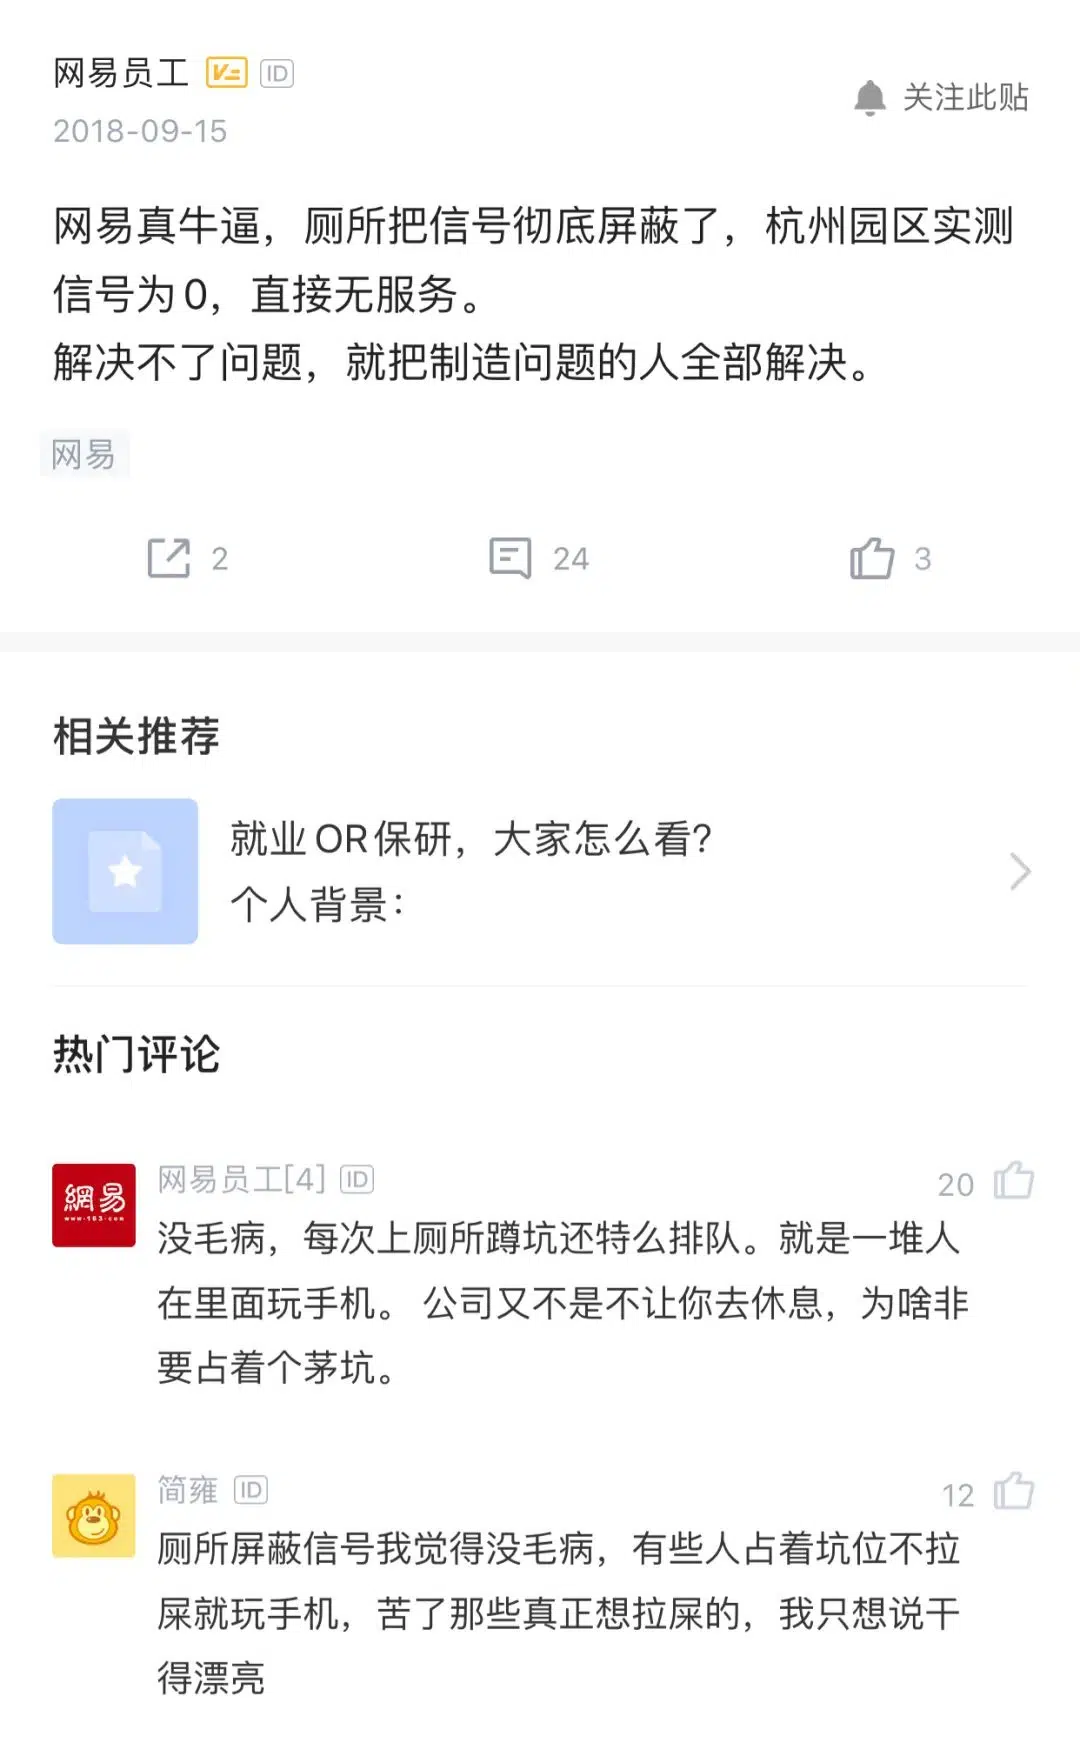 网易员工 V= ID
关注此贴
2018-09-15
网易真牛逼，厕所把信号彻底屏蔽了，杭州园区实测
信号为0，直接无服务。
解决不了问题，就把制造问题的人全部解决。
网易
2 24 3
相关推荐
就业OR保研，大家怎么看?
个人背景：
热门评论
網易
www·163·com
网易员工[4] ID
20
没毛病，每次上厕所蹲坑还特么排队。就是一堆人
在里面玩手机。 公司又不是不让你去休息，为啥非
要占着个茅坑。
简雍 ID
12
厕所屏蔽信号我觉得没毛病，有些人占着坑位不拉
屎就玩手机，苦了那些真正想拉屎的，我只想说干
得漂亮